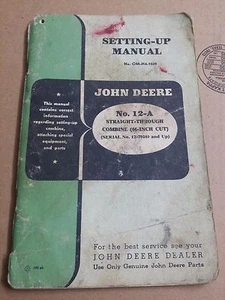 SETTING-UP
MANUAL
JOHN DEERE
This manual
contains correct
information
regarding setting-up
combine,
attaching special
equipment,
and parts
No. 12-A
STRAIGHT-THROUGH
COMBINE (66-INCH CUT)
and Up)
For the best service see your
JOHN DEERE DEALER
Use Only Genuine John Deere Parts